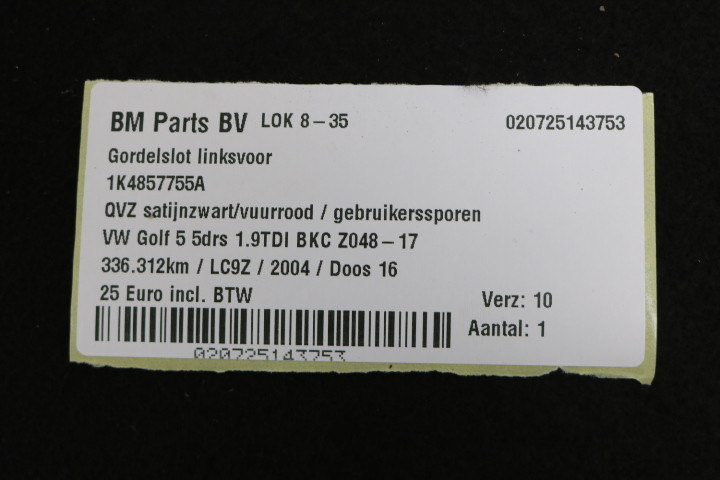 BM Parts BV LOK 8-35 020725143753
Gordelslot linksvoor
1K4857755A
QVZ satijnzwart/vuurrood / gebruikerssporen
VW Golf 5 5drs 1.9TDI BKC Z048-17
336.312km / LC9Z / 2004 / Doos 16
25 Euro incl. BTW Verz: 10
Aantal: 1
020725143753